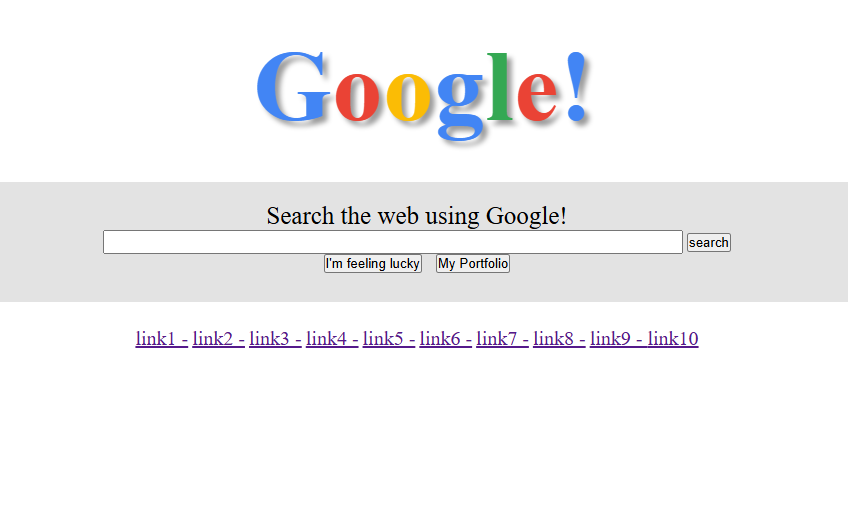 Google!
Search the web using Google!
search
I'm feeling lucky My Portfolio
link1 - link2 - link3 - link4 - link5 - link6 - link7 - link8 - link9 - link10